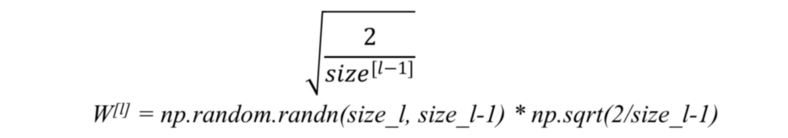 √(2/size^[l−1])
W^[l] = np.random.randn(size_l, size_l-1) * np.sqrt(2/size_l-1)